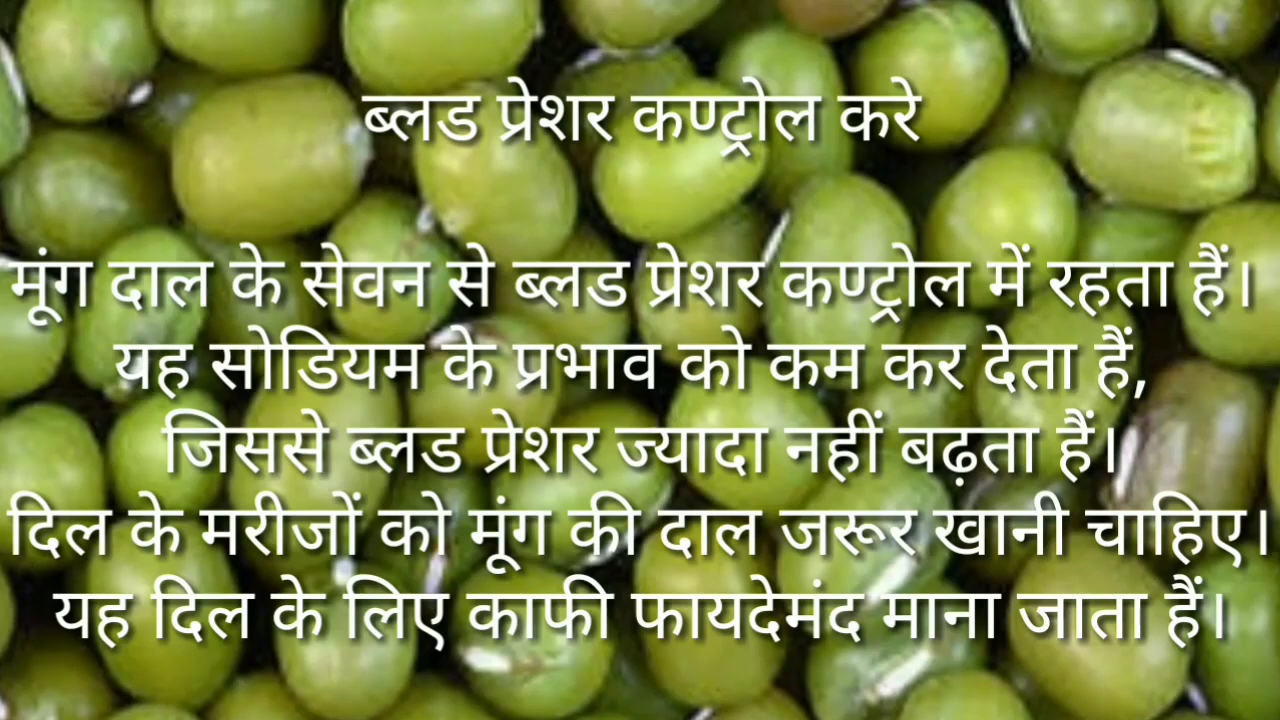 ब्लड प्रेशर कण्ट्रोल करे
मूंग दाल के सेवन से ब्लड प्रेशर कण्ट्रोल में रहता हैं।
यह सोडियम के प्रभाव को कम कर देता हैं,
जिससे ब्लड प्रेशर ज्यादा नहीं बढ़ता हैं।
दिल के मरीजों को मूंग की दाल जरूर खानी चाहिए।
यह दिल के लिए काफी फायदेमंद माना जाता हैं।